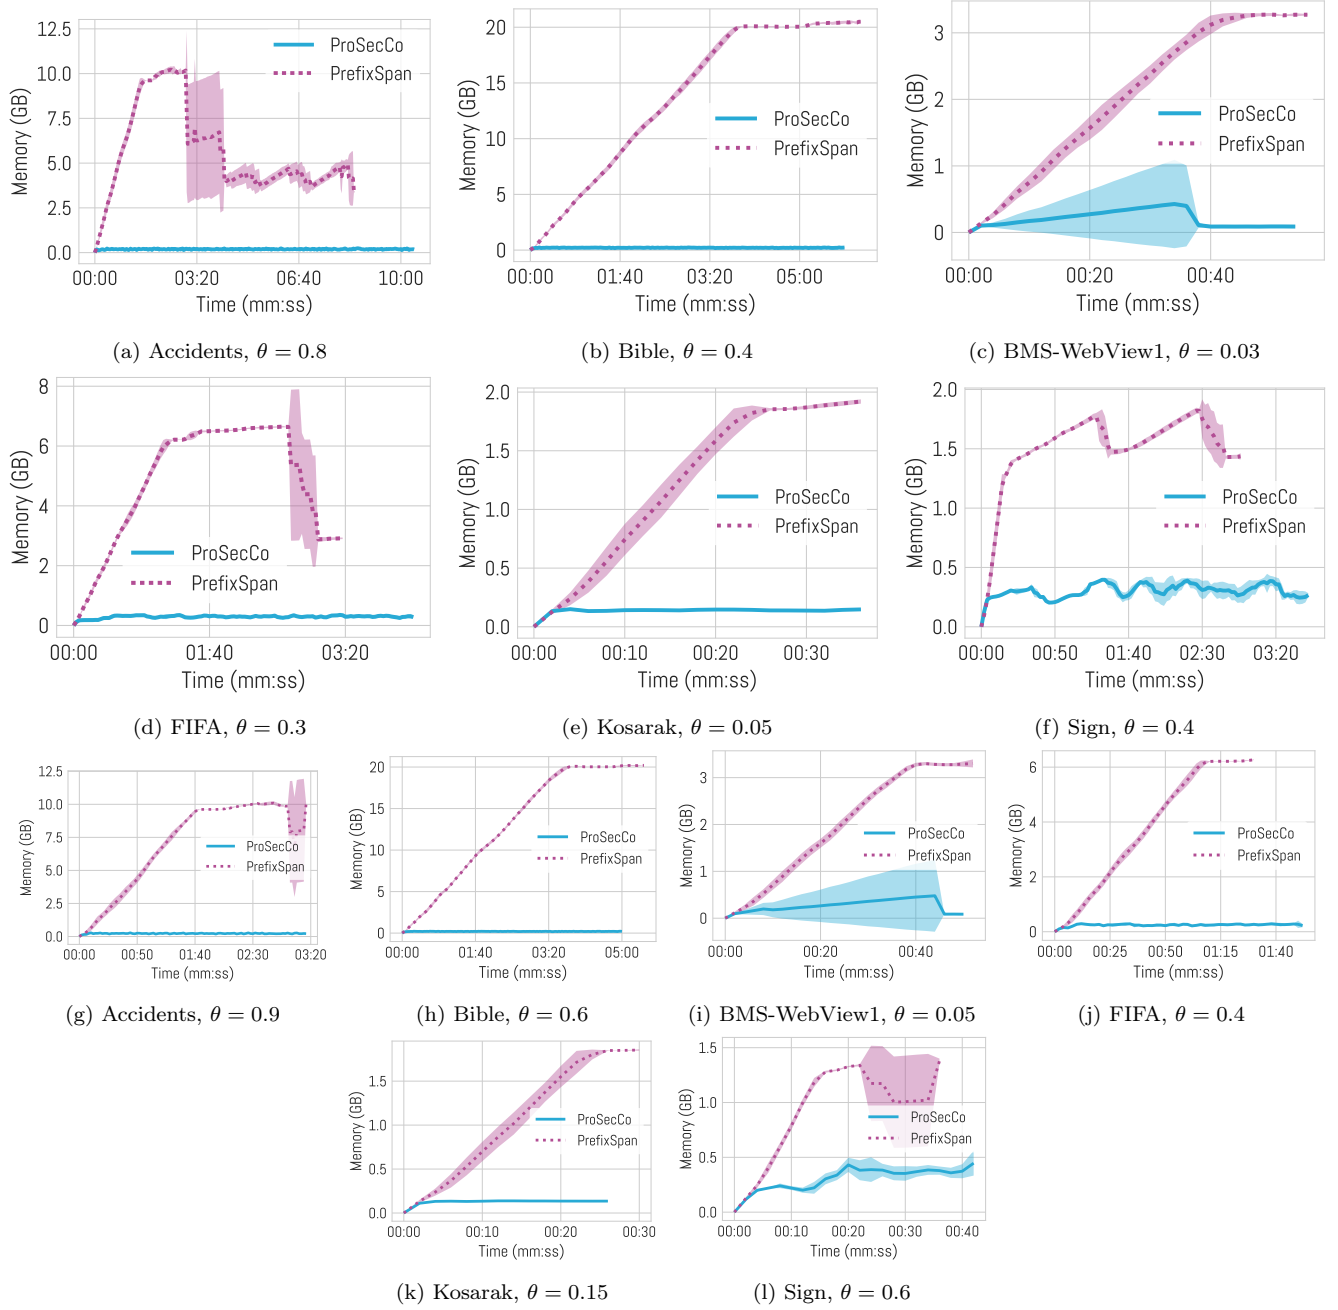 12.5
10.0
7.5
5.0
2.5
0.0
Memory (GB)
ProSecCo
PrefixSpan
00:00 03:20 06:40 10:00
Time (mm:ss)
(a) Accidents, θ = 0.8
20
15
10
5
0
Memory (GB)
ProSecCo
PrefixSpan
00:00 01:40 03:20 05:00
Time (mm:ss)
(b) Bible, θ = 0.4
3
2
1
0
Memory (GB)
ProSecCo
PrefixSpan
00:00 00:20 00:40
Time (mm:ss)
(c) BMS-WebView1, θ = 0.03
8
6
4
2
0
Memory (GB)
ProSecCo
PrefixSpan
00:00 01:40 03:20
Time (mm:ss)
(d) FIFA, θ = 0.3
2.0
1.5
1.0
0.5
0.0
Memory (GB)
ProSecCo
PrefixSpan
00:00 00:10 00:20 00:30
Time (mm:ss)
(e) Kosarak, θ = 0.05
2.0
1.5
1.0
0.5
0.0
Memory (GB)
ProSecCo
PrefixSpan
00:00 00:50 01:40 02:30 03:20
Time (mm:ss)
(f) Sign, θ = 0.4
12.5
10.0
7.5
5.0
2.5
0.0
Memory (GB)
ProSecCo
PrefixSpan
00:00 00:50 01:40 02:30 03:20
Time (mm:ss)
(g) Accidents, θ = 0.9
20
15
10
5
0
Memory (GB)
ProSecCo
PrefixSpan
00:00 01:40 03:20 05:00
Time (mm:ss)
(h) Bible, θ = 0.6
3
2
1
0
Memory (GB)
ProSecCo
PrefixSpan
00:00 00:20 00:40
Time (mm:ss)
(i) BMS-WebView1, θ = 0.05
6
4
2
0
Memory (GB)
ProSecCo
PrefixSpan
00:00 00:25 00:50 01:15 01:40
Time (mm:ss)
(j) FIFA, θ = 0.4
1.5
1.0
0.5
0.0
Memory (GB)
ProSecCo
PrefixSpan
00:00 00:10 00:20 00:30
Time (mm:ss)
(k) Kosarak, θ = 0.15
1.5
1.0
0.5
0.0
Memory (GB)
ProSecCo
PrefixSpan
00:00 00:10 00:20 00:30 00:40
Time (mm:ss)
(l) Sign, θ = 0.6